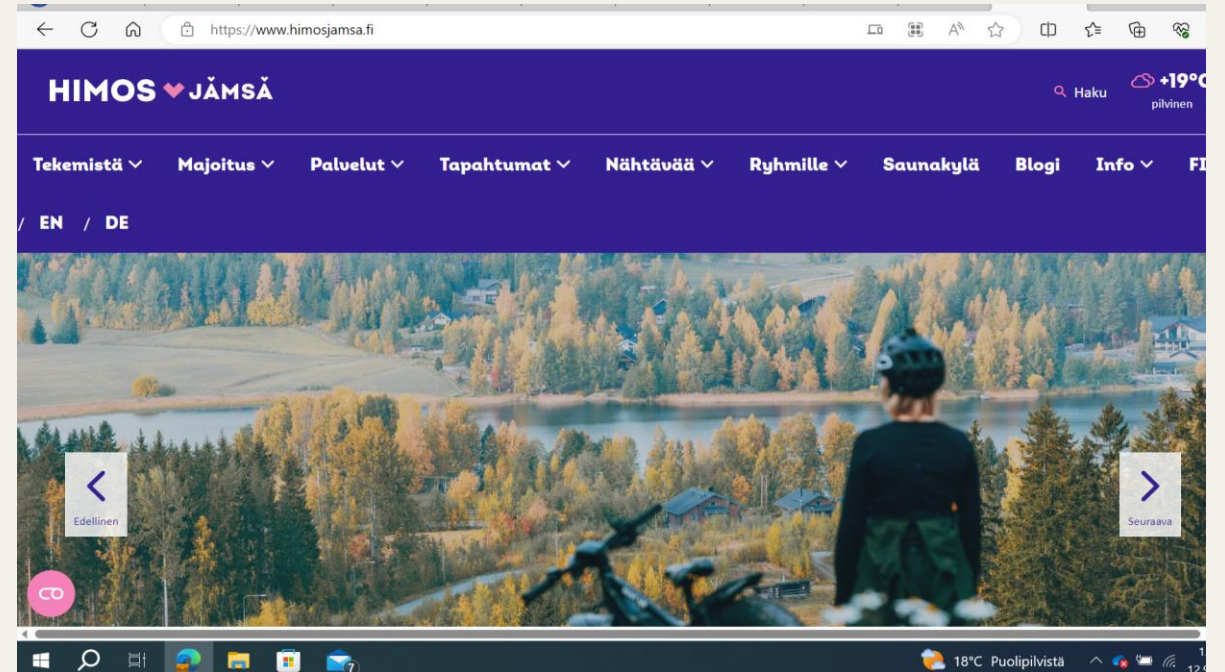 https://www.himosjamsa.fi
HIMOS JÄMSÄ
Haku
+19°C
pilvinen
Tekemistä Majoitus Palvelut Tapahtumat Nähtävää Ryhmille Saunakylä Blogi Info FI
/ EN / DE
Edellinen
Seuraava
7
18°C Puolipilvistä